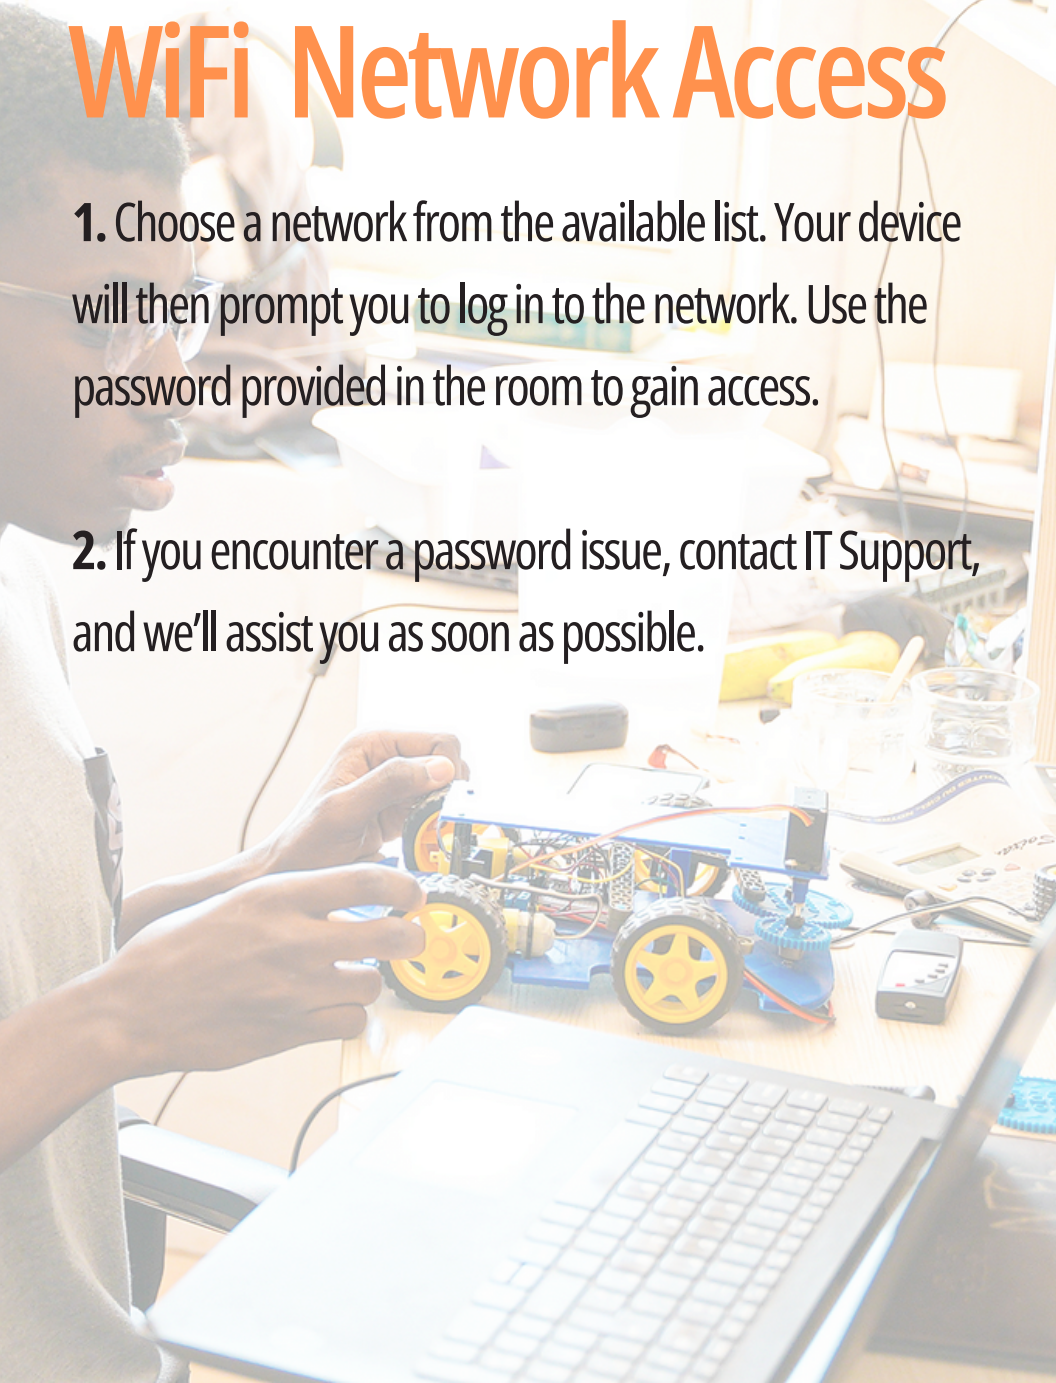 WiFi Network Access
1. Choose a network from the available list. Your device
will then prompt you to log in to the network. Use the
password provided in the room to gain access.
2. If you encounter a password issue, contact IT Support,
and we’ll assist you as soon as possible.